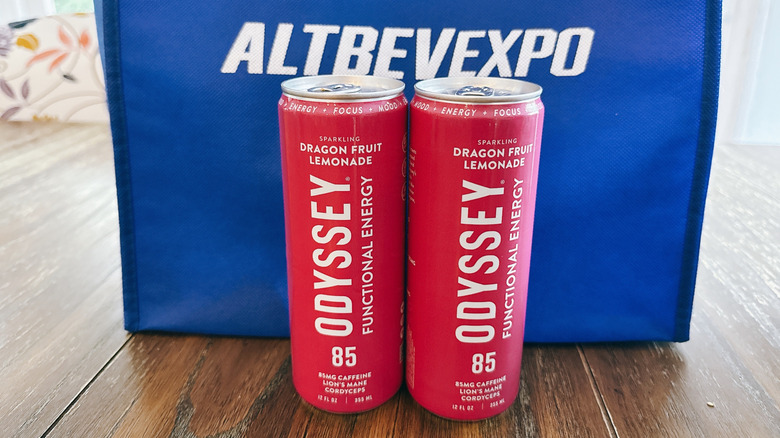 ALTBEVEXPO
ENERGY + FOCUS + MOOD
SPARKLING
DRAGON FRUIT
LEMONADE
ODYSSEY®
FUNCTIONAL ENERGY
85
85MG CAFFEINE
LION'S MANE
CORDYCEPS
12 FL OZ | 355 ML
+ ENERGY + FOCUS + MOOD +
SPARKLING
DRAGON FRUIT
LEMONADE
ODYSSEY®
FUNCTIONAL ENERGY
85
85MG CAFFEINE
LION'S MANE
CORDYCEPS
12 FL OZ | 355 ML